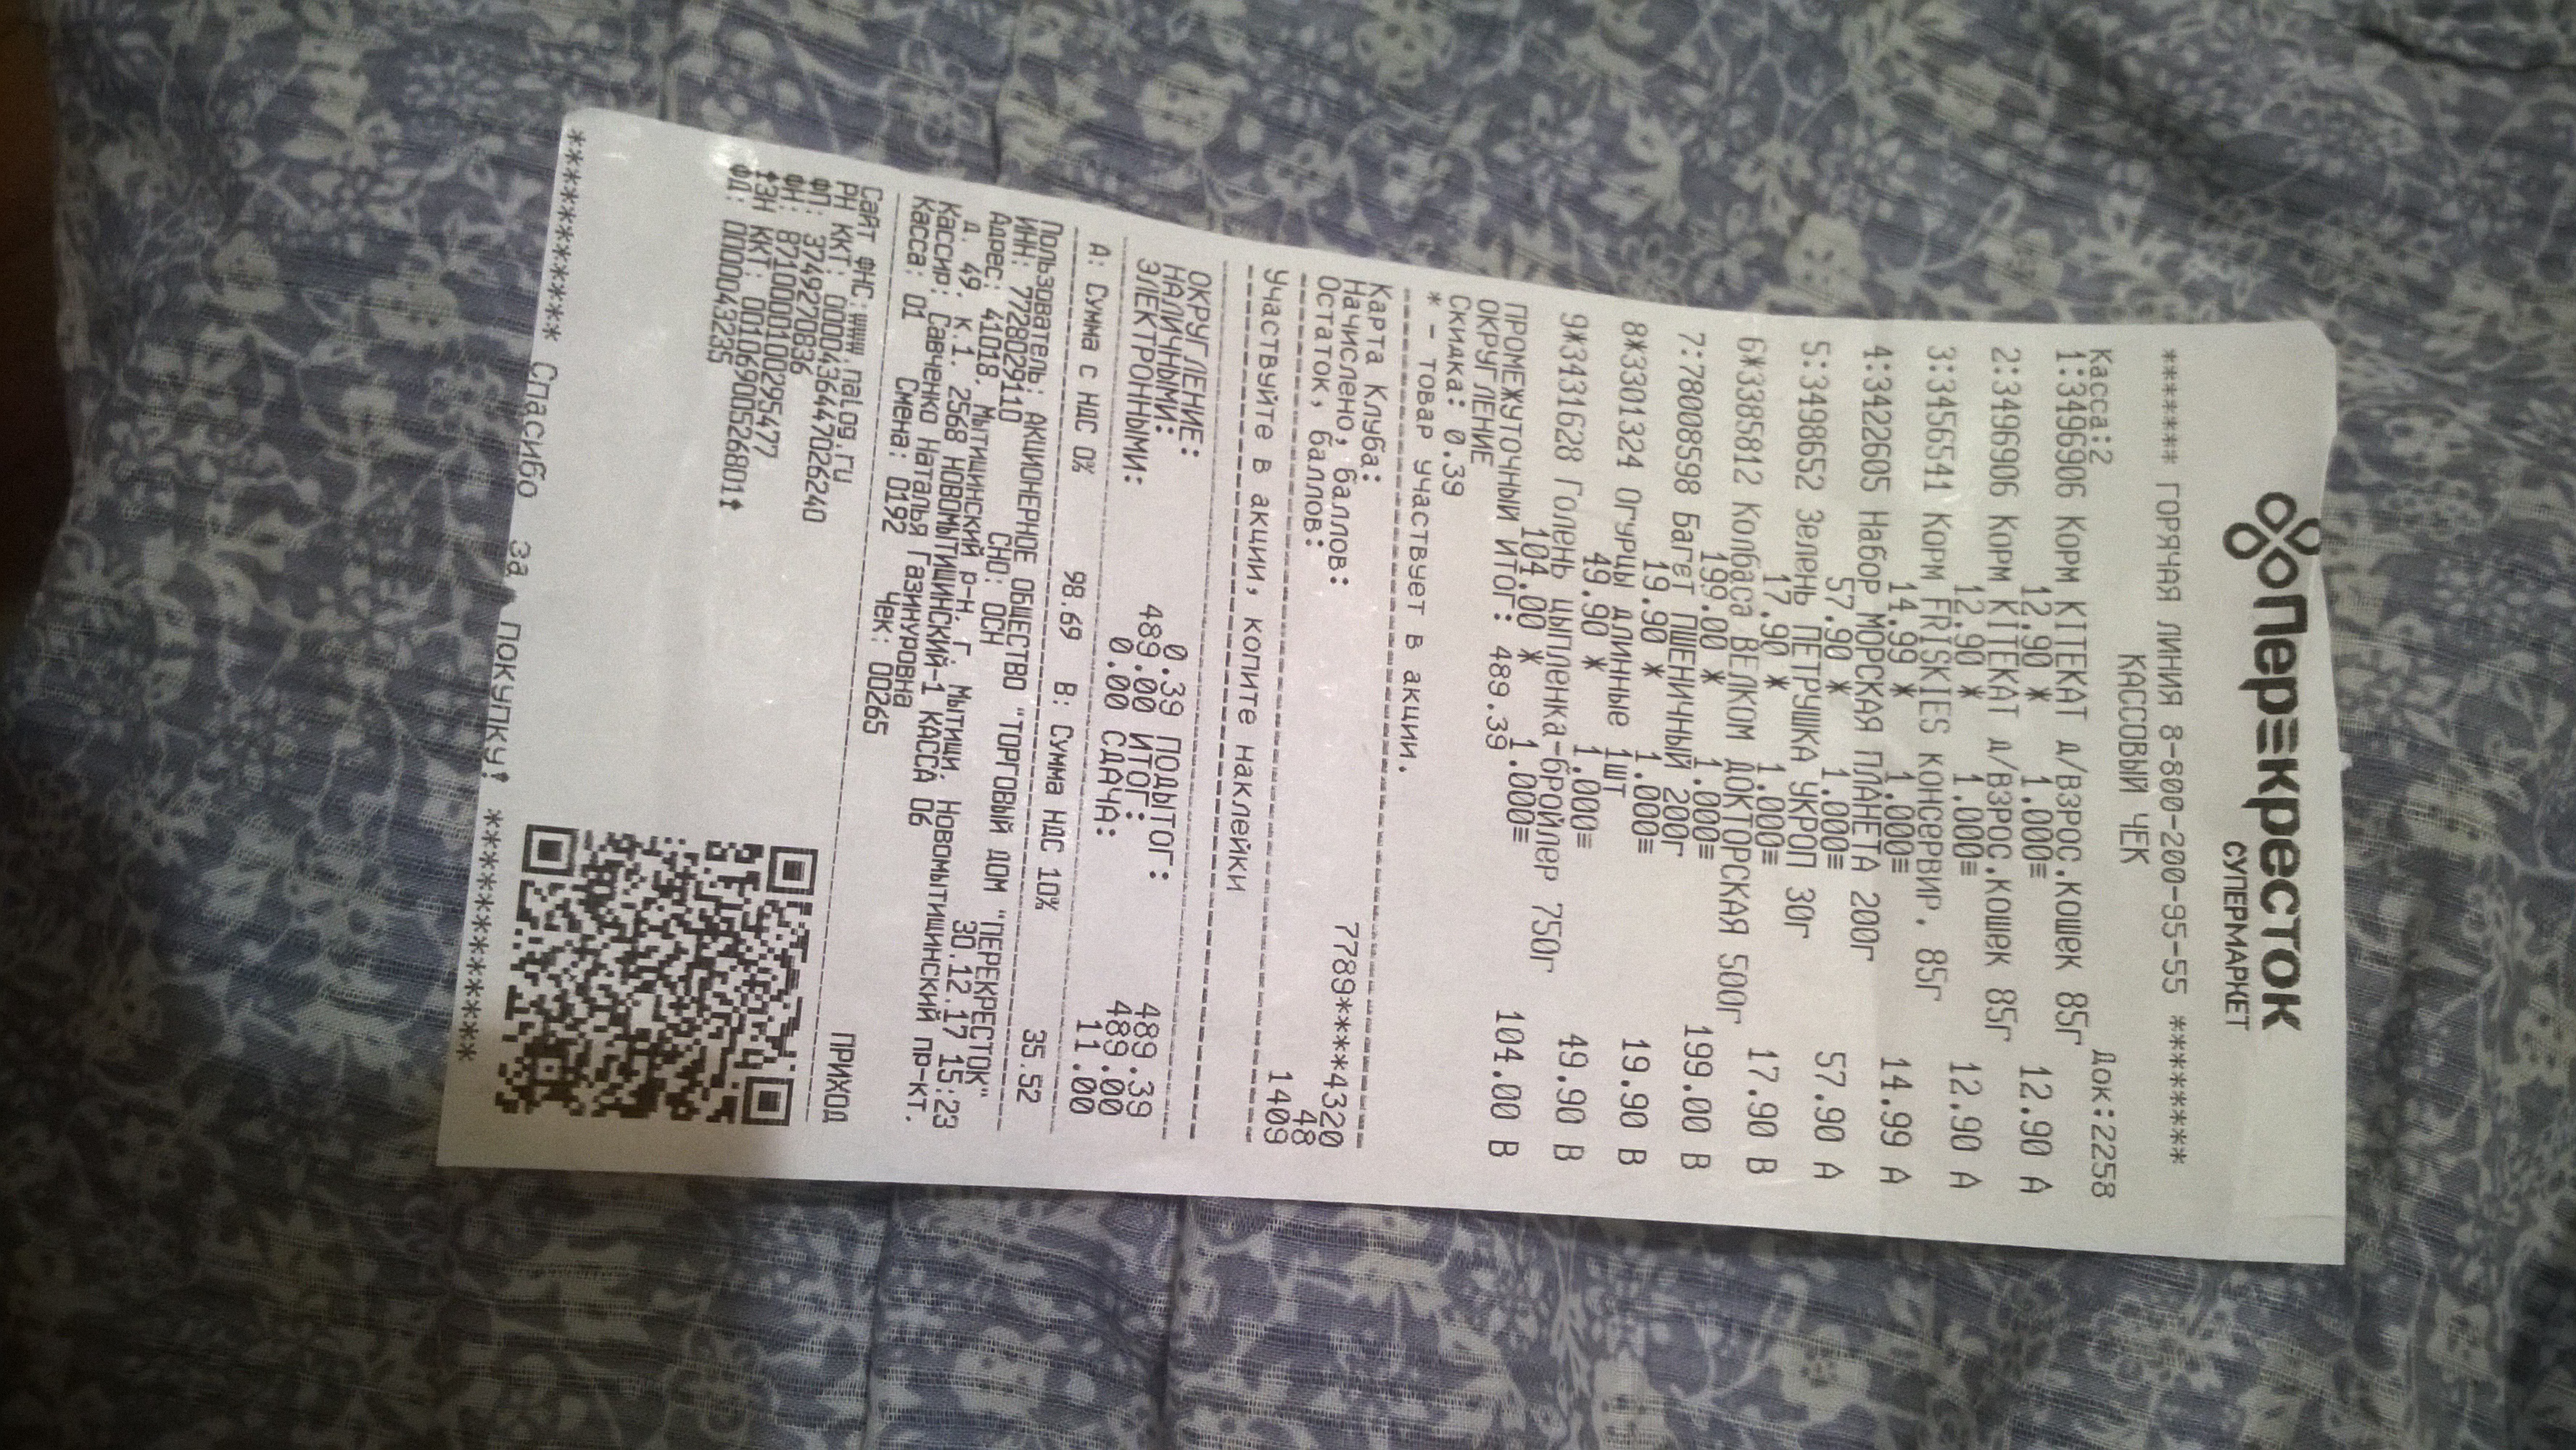 Перекресток
СУПЕРМАРКЕТ
******* ГОРЯЧАЯ ЛИНИЯ 8-800-200-95-55 ********
КАССОВЫЙ ЧЕК
Касса:2 Док:2258
1:3496906 Корм KITEKAT д/взрос.кошек 85г
12.90 * 1.000= 12.90 A
2:3496906 Корм KITEKAT д/взрос.кошек 85г
12.90 * 1.000= 12.90 A
3:3456541 Корм FRISKIES консервир. 85г
14.99 * 1.000= 14.99 A
4:3422605 Набор МОРСКАЯ ПЛАНЕТА 200г
57.90 * 1.000= 57.90 A
5:3498652 Зелень ПЕТРУШКА УКРОП 30г
17.90 * 1.000= 17.90 B
6*3385812 Колбаса ВЕЛКОМ ДОКТОРСКАЯ 500г
199.00 * 1.000= 199.00 B
7:780008598 Багет ПШЕНИЧНЫЙ 200г
19.90 * 1.000= 19.90 B
8*3301324 Огурцы длинные 1шт
49.90 * 1.000= 49.90 B
9*3431628 Голень цыпленка-бройлер 750г
104.00 * 1.000= 104.00 B
ПРОМЕЖУТОЧНЫЙ ИТОГ: 489.39
ОКРУГЛЕНИЕ
Скидка: 0.39
* - товар участвует в акции.
Карта Клуба: 7789*****4320
Начислено, баллов: 48
Остаток, баллов: 1409
Участвуйте в акции, копите наклейки
ОКРУГЛЕНИЕ: 0.39 ПОДЫТОГ: 489.39
НАЛИЧНЫМИ: 489.00 ИТОГ: 489.00
ЭЛЕКТРОННЫМИ: 0.00 СДАЧА: 11.00
А: Сумма с НДС 0% 98.69 В: Сумма НДС 10% 35.52
Пользователь: АКЦИОНЕРНОЕ ОБЩЕСТВО "ТОРГОВЫЙ ДОМ "ПЕРЕКРЕСТОК"
ИНН: 7728029110 СНО: ОСН 30.12.17 15:23
Адрес: 41018, Мытищинский р-н, г. Мытищи, Новомытищинский пр-кт.
д. 49. к.1. 2568 НОВОМЫТИЩИНСКИЙ-1 КАССА 06
Кассир: Савченко Наталья Газинуровна
Касса: 01 Смена: 0192 Чек: 00265
ПРИХОД
Сайт ФНС: www.nalog.ru
РН ККТ: 0000436447026240
ФП: 3749270836
ФН: 8710000100295477
ЗН ККТ: 001069005268011
ФД: 0000043235
************** Спасибо за покупку! **************